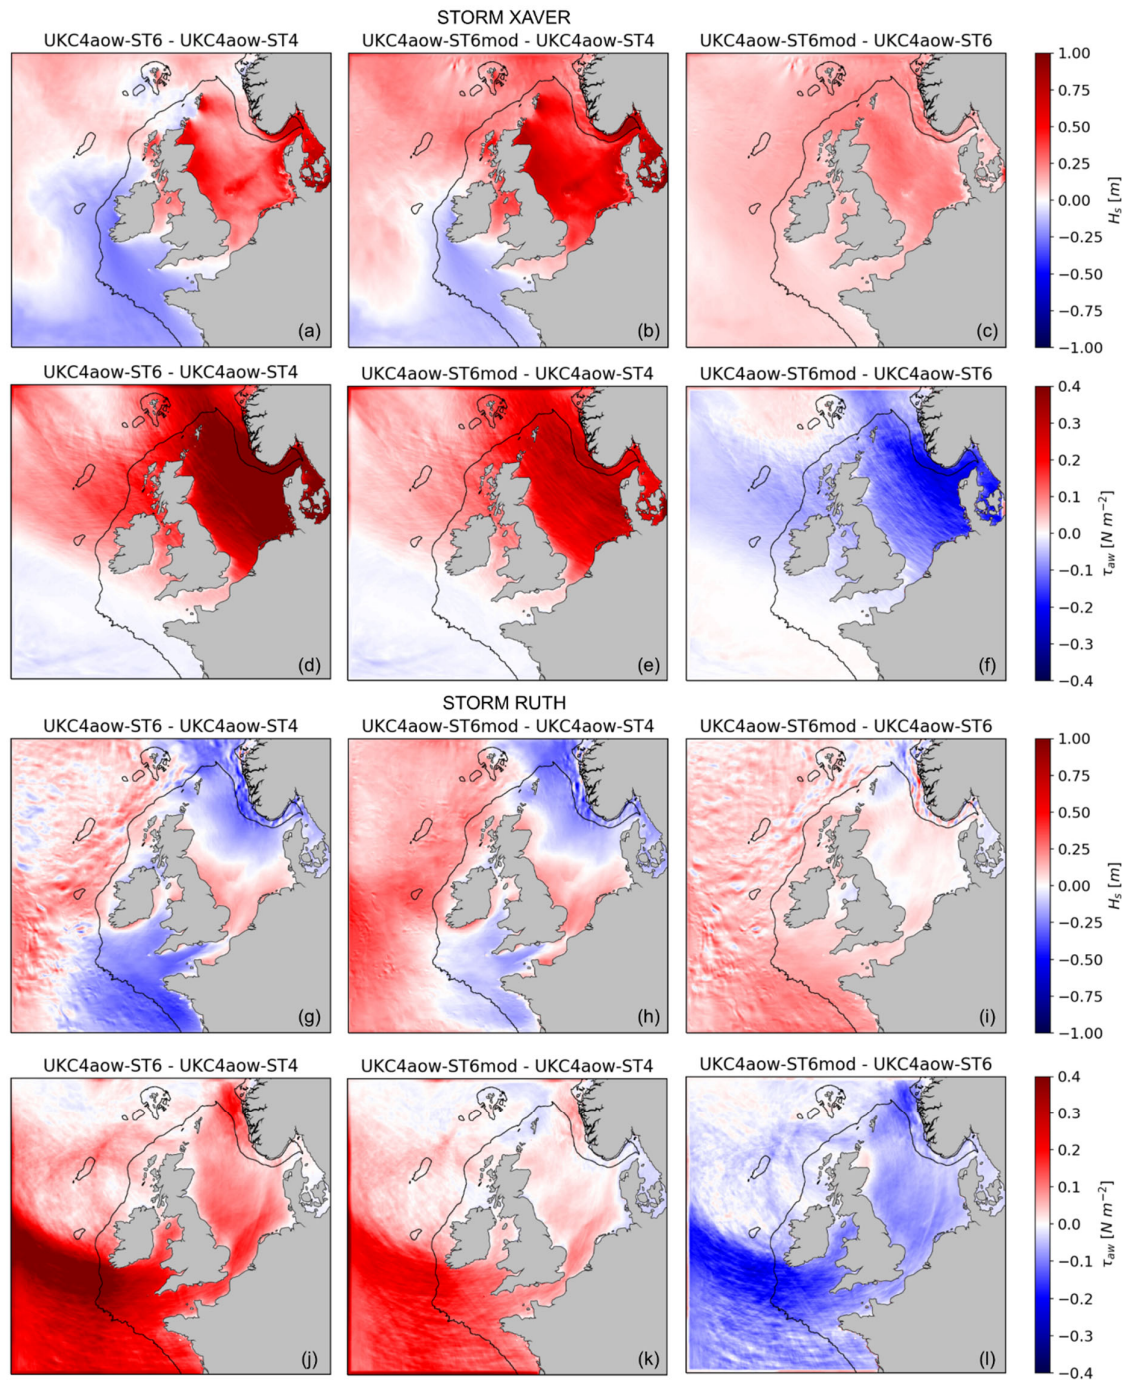 STORM XAVER
UKC4aow-ST6 - UKC4aow-ST4
UKC4aow-ST6mod - UKC4aow-ST4
UKC4aow-ST6mod - UKC4aow-ST6
(a)
(b)
(c)
1.00
0.75
0.50
0.25
0.00
−0.25
−0.50
−0.75
−1.00
Hs [m]
UKC4aow-ST6 - UKC4aow-ST4
UKC4aow-ST6mod - UKC4aow-ST4
UKC4aow-ST6mod - UKC4aow-ST6
(d)
(e)
(f)
0.4
0.3
0.2
0.1
0.0
−0.1
−0.2
−0.3
−0.4
τaw [N m−2]
STORM RUTH
UKC4aow-ST6 - UKC4aow-ST4
UKC4aow-ST6mod - UKC4aow-ST4
UKC4aow-ST6mod - UKC4aow-ST6
(g)
(h)
(i)
1.00
0.75
0.50
0.25
0.00
−0.25
−0.50
−0.75
−1.00
Hs [m]
UKC4aow-ST6 - UKC4aow-ST4
UKC4aow-ST6mod - UKC4aow-ST4
UKC4aow-ST6mod - UKC4aow-ST6
(j)
(k)
(l)
0.4
0.3
0.2
0.1
0.0
−0.1
−0.2
−0.3
−0.4
τaw [N m−2]